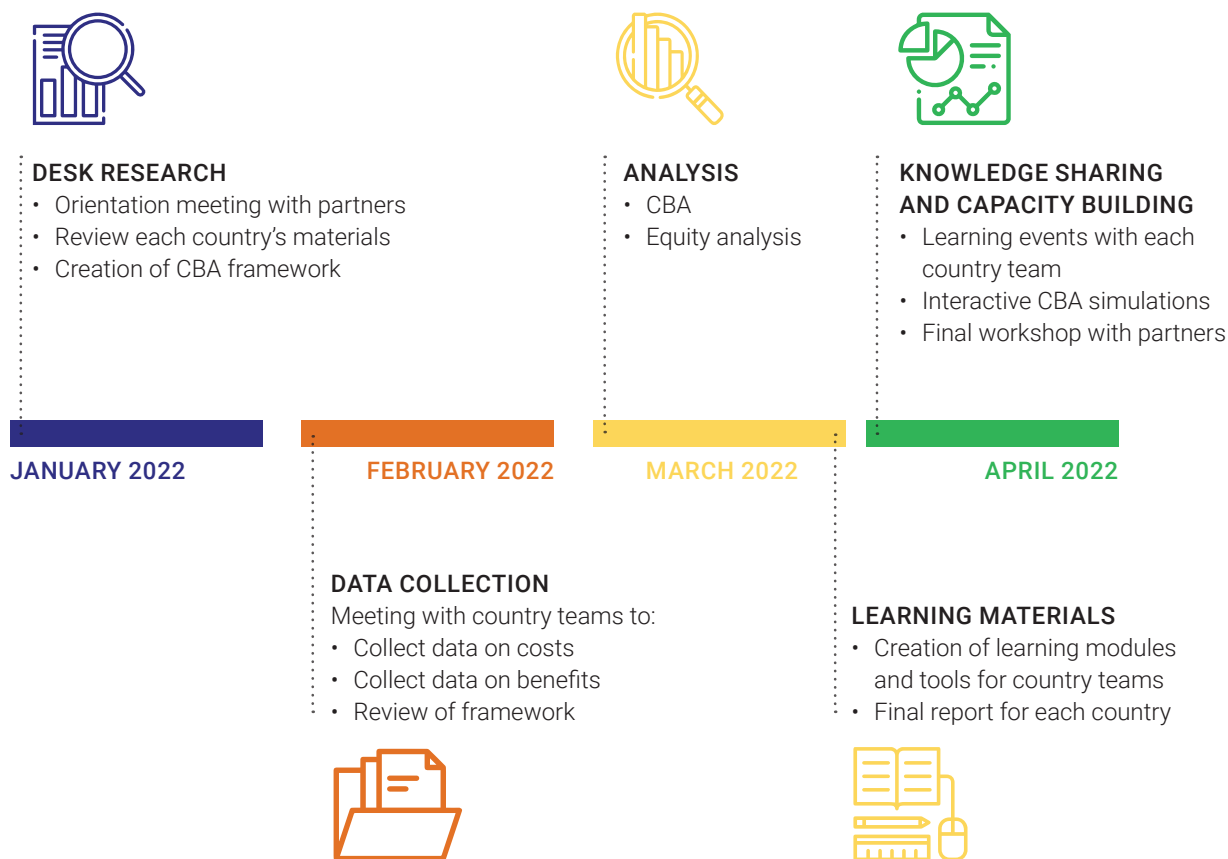 DESK RESEARCH
• Orientation meeting with partners
• Review each country’s materials
• Creation of CBA framework
ANALYSIS
• CBA
• Equity analysis
KNOWLEDGE SHARING
AND CAPACITY BUILDING
• Learning events with each
country team
• Interactive CBA simulations
• Final workshop with partners
JANUARY 2022
FEBRUARY 2022
MARCH 2022
APRIL 2022
DATA COLLECTION
Meeting with country teams to:
• Collect data on costs
• Collect data on benefits
• Review of framework
LEARNING MATERIALS
• Creation of learning modules
and tools for country teams
• Final report for each country